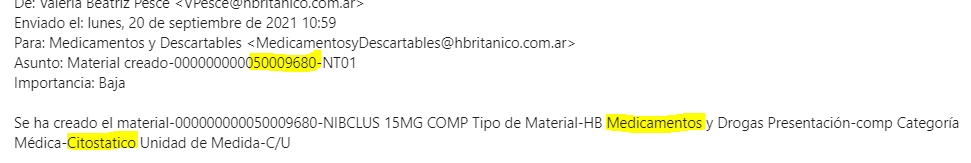 De: Valeria Beatriz Pesce <VPesce@hbritanico.com.ar>
Enviado el: lunes, 20 de septiembre de 2021 10:59
Para: Medicamentos y Descartables <MedicamentosyDescartables@hbritanico.com.ar>
Asunto: Material creado-000000000050009680-NT01
Importancia: Baja
Se ha creado el material-000000000050009680-NIBCLUS 15MG COMP Tipo de Material-HB Medicamentos y Drogas Presentación-comp Categoría
Médica-Citostatico Unidad de Medida-C/U